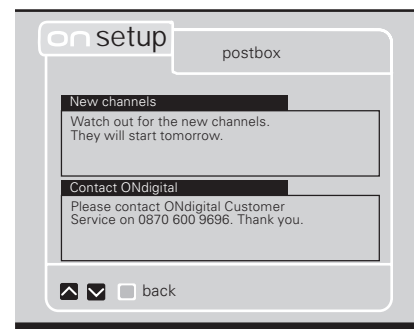 on setup
postbox
New channels
Watch out for the new channels.
They will start tomorrow.
Contact ONdigital
Please contact ONdigital Customer
Service on 0870 600 9696. Thank you.
back